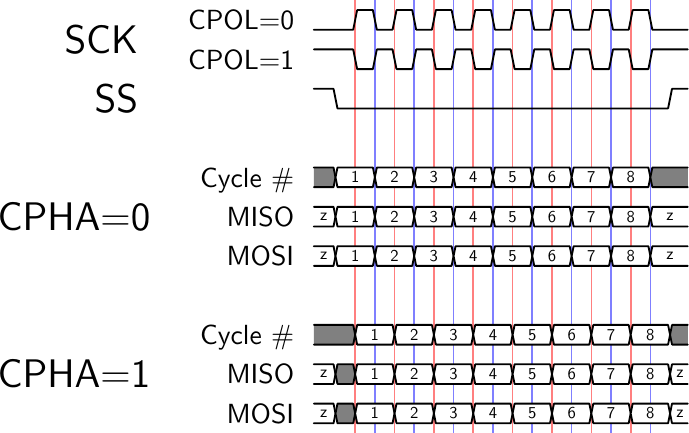 CPOL=0
SCK
CPOL=1
SS
Cycle # 1 2 3 4 5 6 7 8
CPHA=0 MISO z 1 2 3 4 5 6 7 8 z
MOSI z 1 2 3 4 5 6 7 8 z
Cycle # 1 2 3 4 5 6 7 8
CPHA=1 MISO z 1 2 3 4 5 6 7 8 z
MOSI z 1 2 3 4 5 6 7 8 z